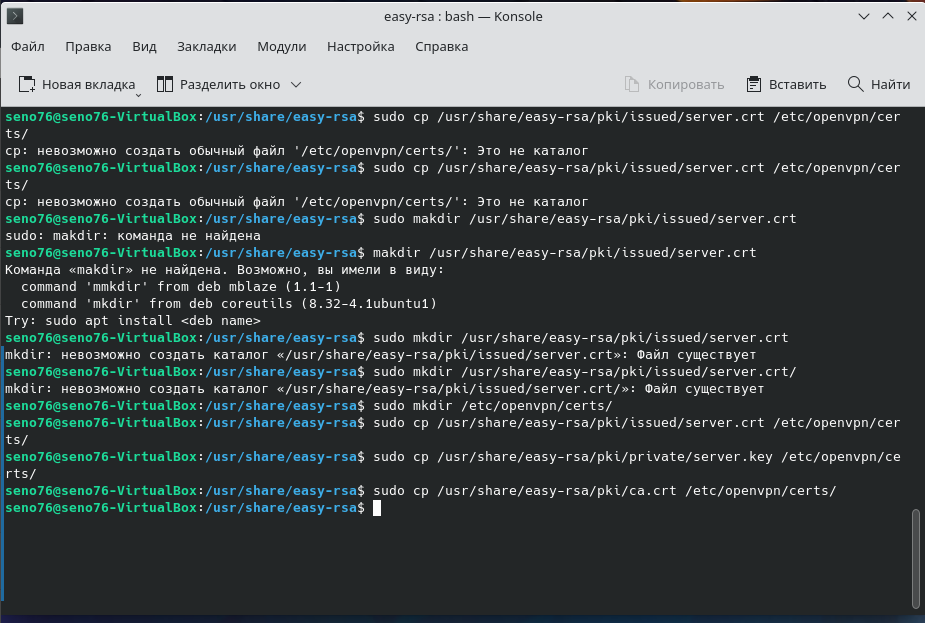 easy-rsa : bash — Konsole
Файл Правка Вид Закладки Модули Настройка Справка
Новая вкладка Разделить окно Копировать Вставить Найти
seno76@seno76-VirtualBox:/usr/share/easy-rsa$ sudo cp /usr/share/easy-rsa/pki/issued/server.crt /etc/openvpn/cer
ts/
cp: невозможно создать обычный файл '/etc/openvpn/certs/': Это не каталог
seno76@seno76-VirtualBox:/usr/share/easy-rsa$ sudo cp /usr/share/easy-rsa/pki/issued/server.crt /etc/openvpn/cer
ts/
cp: невозможно создать обычный файл '/etc/openvpn/certs/': Это не каталог
seno76@seno76-VirtualBox:/usr/share/easy-rsa$ sudo makdir /usr/share/easy-rsa/pki/issued/server.crt
sudo: makdir: команда не найдена
seno76@seno76-VirtualBox:/usr/share/easy-rsa$ makdir /usr/share/easy-rsa/pki/issued/server.crt
Команда «makdir» не найдена. Возможно, вы имели в виду:
  command 'mmkdir' from deb mblaze (1.1-1)
  command 'mkdir' from deb coreutils (8.32-4.1ubuntu1)
Try: sudo apt install <deb name>
seno76@seno76-VirtualBox:/usr/share/easy-rsa$ sudo mkdir /usr/share/easy-rsa/pki/issued/server.crt
mkdir: невозможно создать каталог «/usr/share/easy-rsa/pki/issued/server.crt»: Файл существует
seno76@seno76-VirtualBox:/usr/share/easy-rsa$ sudo mkdir /usr/share/easy-rsa/pki/issued/server.crt/
mkdir: невозможно создать каталог «/usr/share/easy-rsa/pki/issued/server.crt/»: Файл существует
seno76@seno76-VirtualBox:/usr/share/easy-rsa$ sudo mkdir /etc/openvpn/certs/
seno76@seno76-VirtualBox:/usr/share/easy-rsa$ sudo cp /usr/share/easy-rsa/pki/issued/server.crt /etc/openvpn/cer
ts/
seno76@seno76-VirtualBox:/usr/share/easy-rsa$ sudo cp /usr/share/easy-rsa/pki/private/server.key /etc/openvpn/ce
rts/
seno76@seno76-VirtualBox:/usr/share/easy-rsa$ sudo cp /usr/share/easy-rsa/pki/ca.crt /etc/openvpn/certs/
seno76@seno76-VirtualBox:/usr/share/easy-rsa$